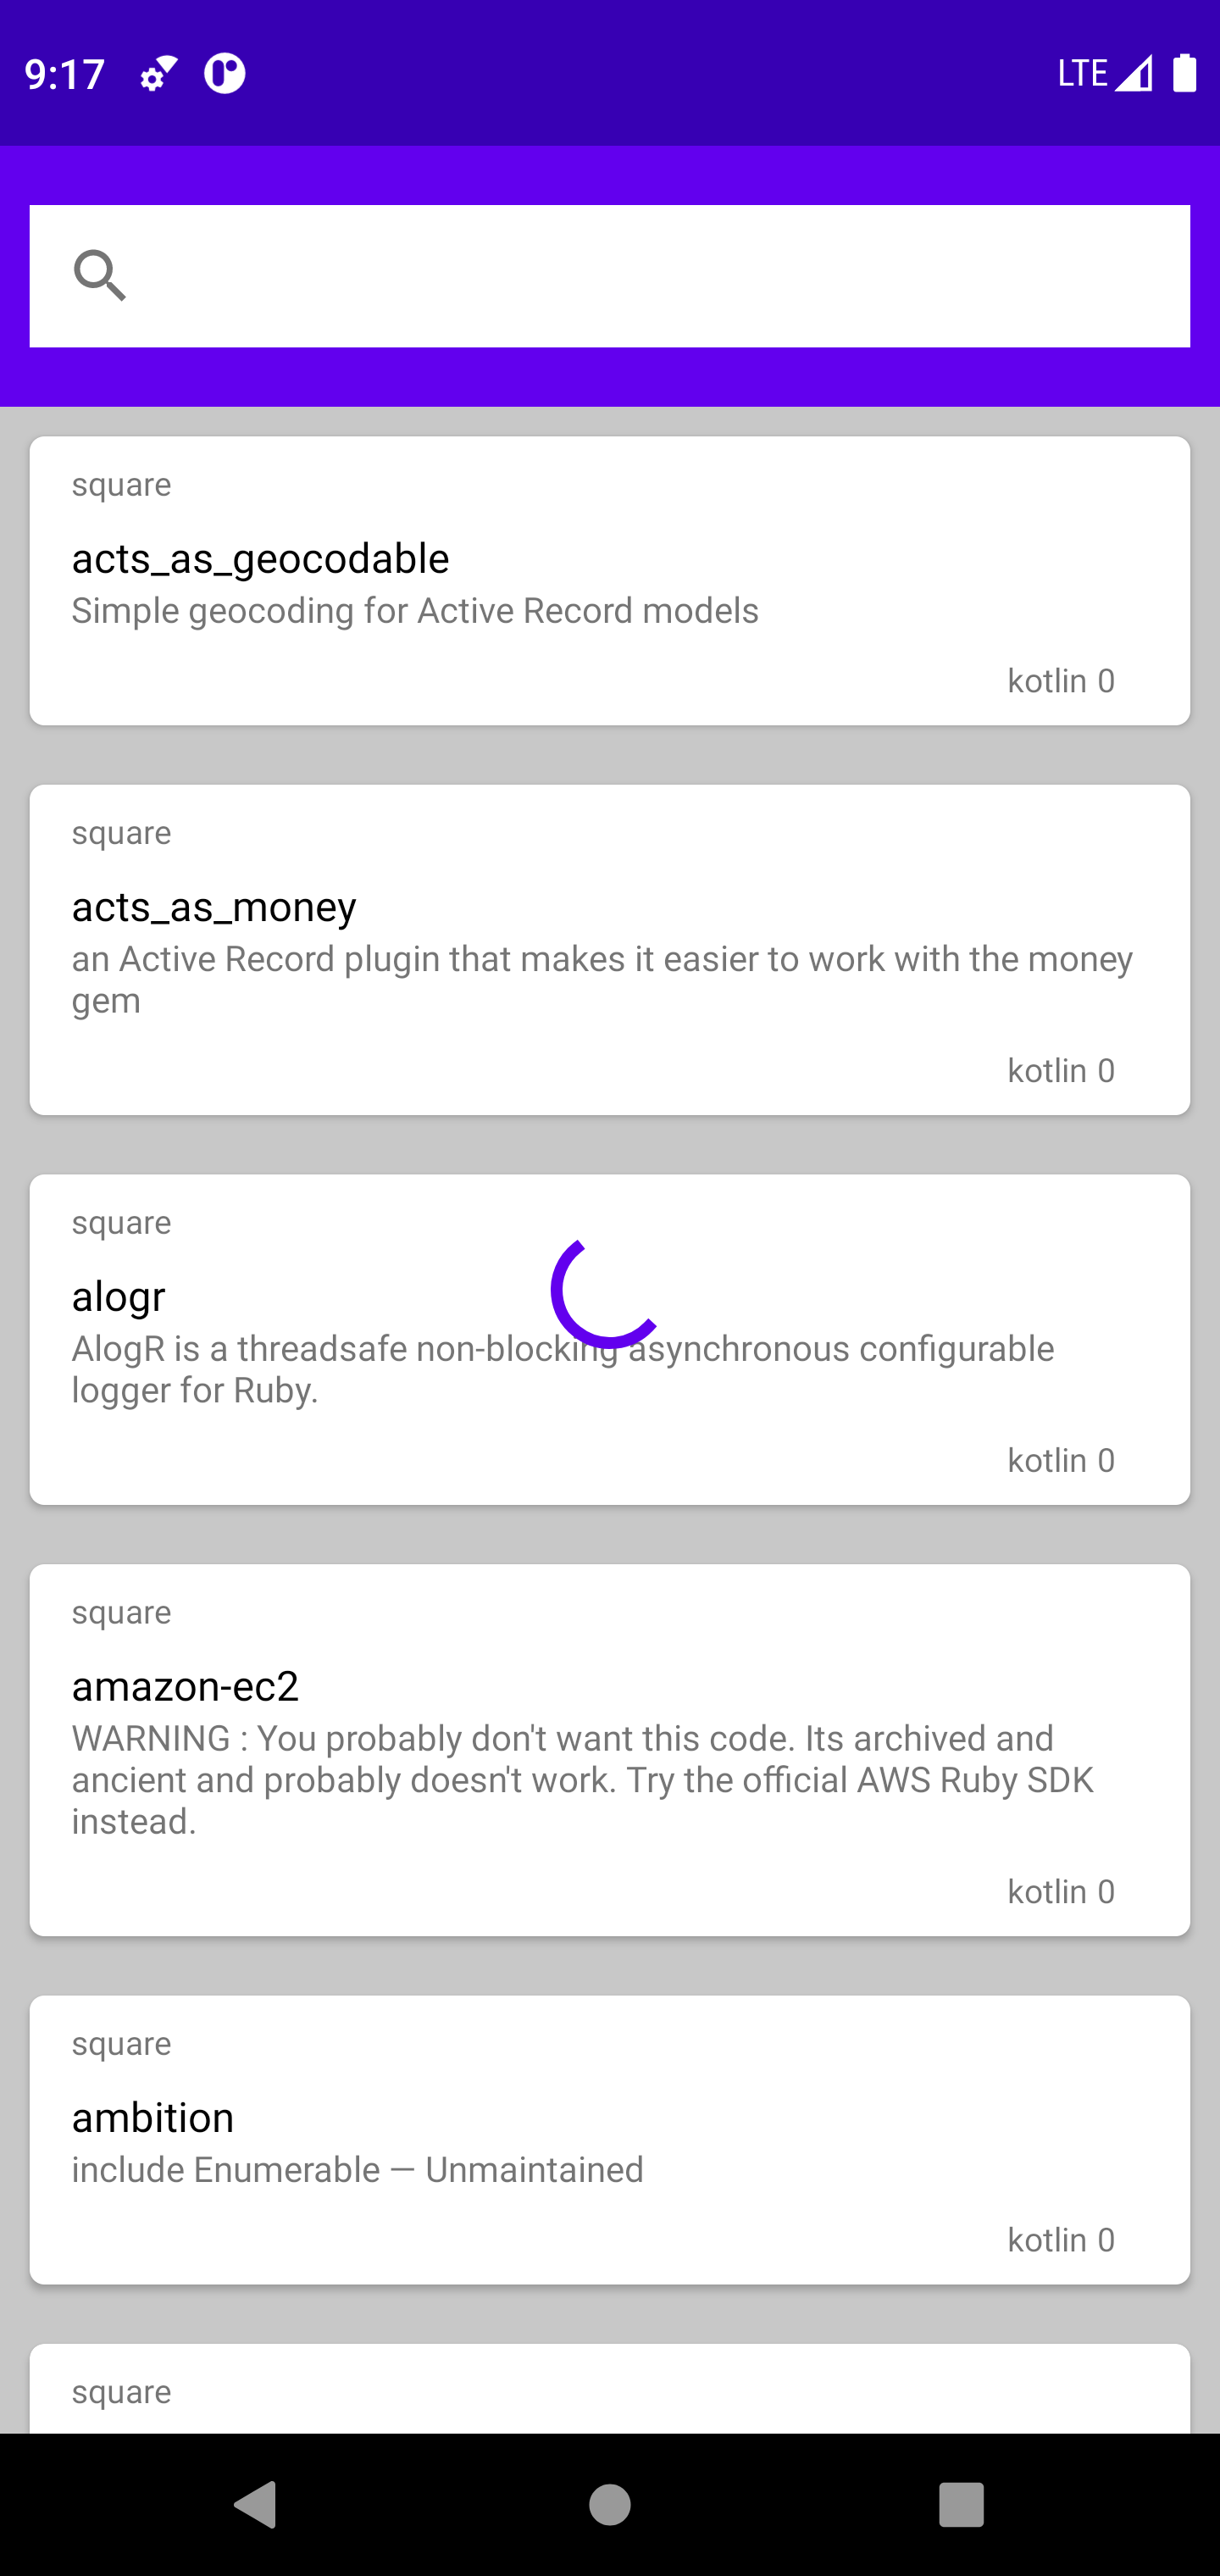 9:17
LTE
square
acts_as_geocodable
Simple geocoding for Active Record models
kotlin 0
square
acts_as_money
an Active Record plugin that makes it easier to work with the money
gem
kotlin 0
square
alogr
AlogR is a threadsafe non-blocking asynchronous configurable
logger for Ruby.
kotlin 0
square
amazon-ec2
WARNING : You probably don't want this code. Its archived and
ancient and probably doesn't work. Try the official AWS Ruby SDK
instead.
kotlin 0
square
ambition
include Enumerable — Unmaintained
kotlin 0
square